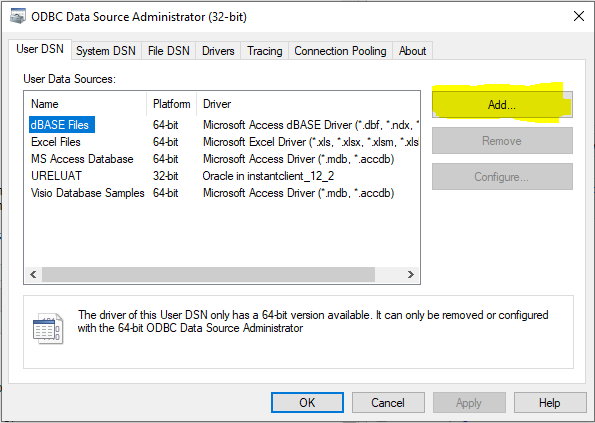 ODBC Data Source Administrator (32-bit)
User DSN System DSN File DSN Drivers Tracing Connection Pooling About
User Data Sources:
Name Platform Driver
dBASE Files 64-bit Microsoft Access dBASE Driver (*.dbf, *.ndx, *
Excel Files 64-bit Microsoft Excel Driver (*.xls, *.xlsx, *.xlsm, *.xls
MS Access Database 64-bit Microsoft Access Driver (*.mdb, *.accdb)
URELUAT 32-bit Oracle in instantclient_12_2
Visio Database Samples 64-bit Microsoft Access Driver (*.mdb, *.accdb)
Add...
Remove
Configure...
The driver of this User DSN only has a 64-bit version available. It can only be removed or configured
with the 64-bit ODBC Data Source Administrator
OK Cancel Apply Help